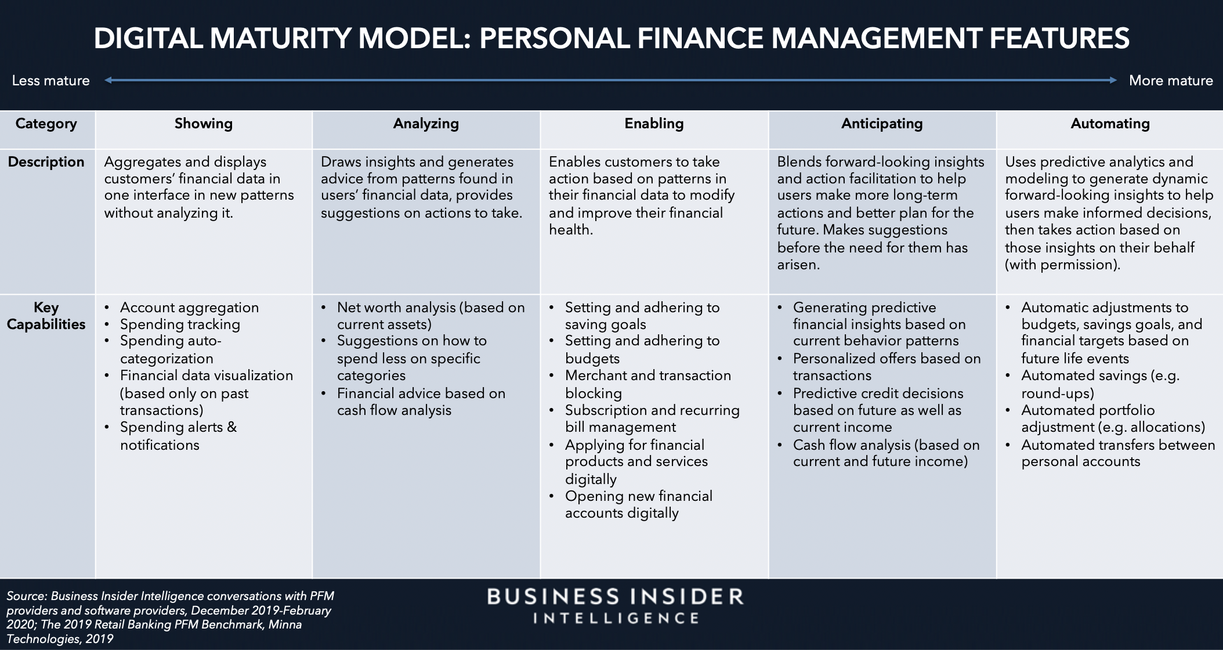 DIGITAL MATURITY MODEL: PERSONAL FINANCE MANAGEMENT FEATURES
Less mature
More mature
Category
Showing
Analyzing
Enabling
Anticipating
Automating
Description
Aggregates and displays
customers’ financial data in
one interface in new patterns
without analyzing it.
Draws insights and generates
advice from patterns found in
users’ financial data, provides
suggestions on actions to take.
Enables customers to take
action based on patterns in
their financial data to modify
and improve their financial
health.
Blends forward-looking insights
and action facilitation to help
users make more long-term
actions and better plan for the
future. Makes suggestions
before the need for them has
arisen.
Uses predictive analytics and
modeling to generate dynamic
forward-looking insights to help
users make informed decisions,
then takes action based on
those insights on their behalf
(with permission).
Key
Capabilities
• Account aggregation
• Spending tracking
• Spending auto-
categorization
• Financial data visualization
(based only on past
transactions)
• Spending alerts &
notifications
• Net worth analysis (based on
current assets)
• Suggestions on how to
spend less on specific
categories
• Financial advice based on
cash flow analysis
• Setting and adhering to
saving goals
• Setting and adhering to
budgets
• Merchant and transaction
blocking
• Subscription and recurring
bill management
• Applying for financial
products and services
digitally
• Opening new financial
accounts digitally
• Generating predictive
financial insights based on
current behavior patterns
• Personalized offers based on
transactions
• Predictive credit decisions
based on future as well as
current income
• Cash flow analysis (based on
current and future income)
• Automatic adjustments to
budgets, savings goals, and
financial targets based on
future life events
• Automated savings (e.g.
round-ups)
• Automated portfolio
adjustment (e.g. allocations)
• Automated transfers between
personal accounts
Source: Business Insider Intelligence conversations with PFM
providers and software providers, December 2019-February
2020; The 2019 Retail Banking PFM Benchmark, Minna
Technologies, 2019
BUSINESS INSIDER
INTELLIGENCE